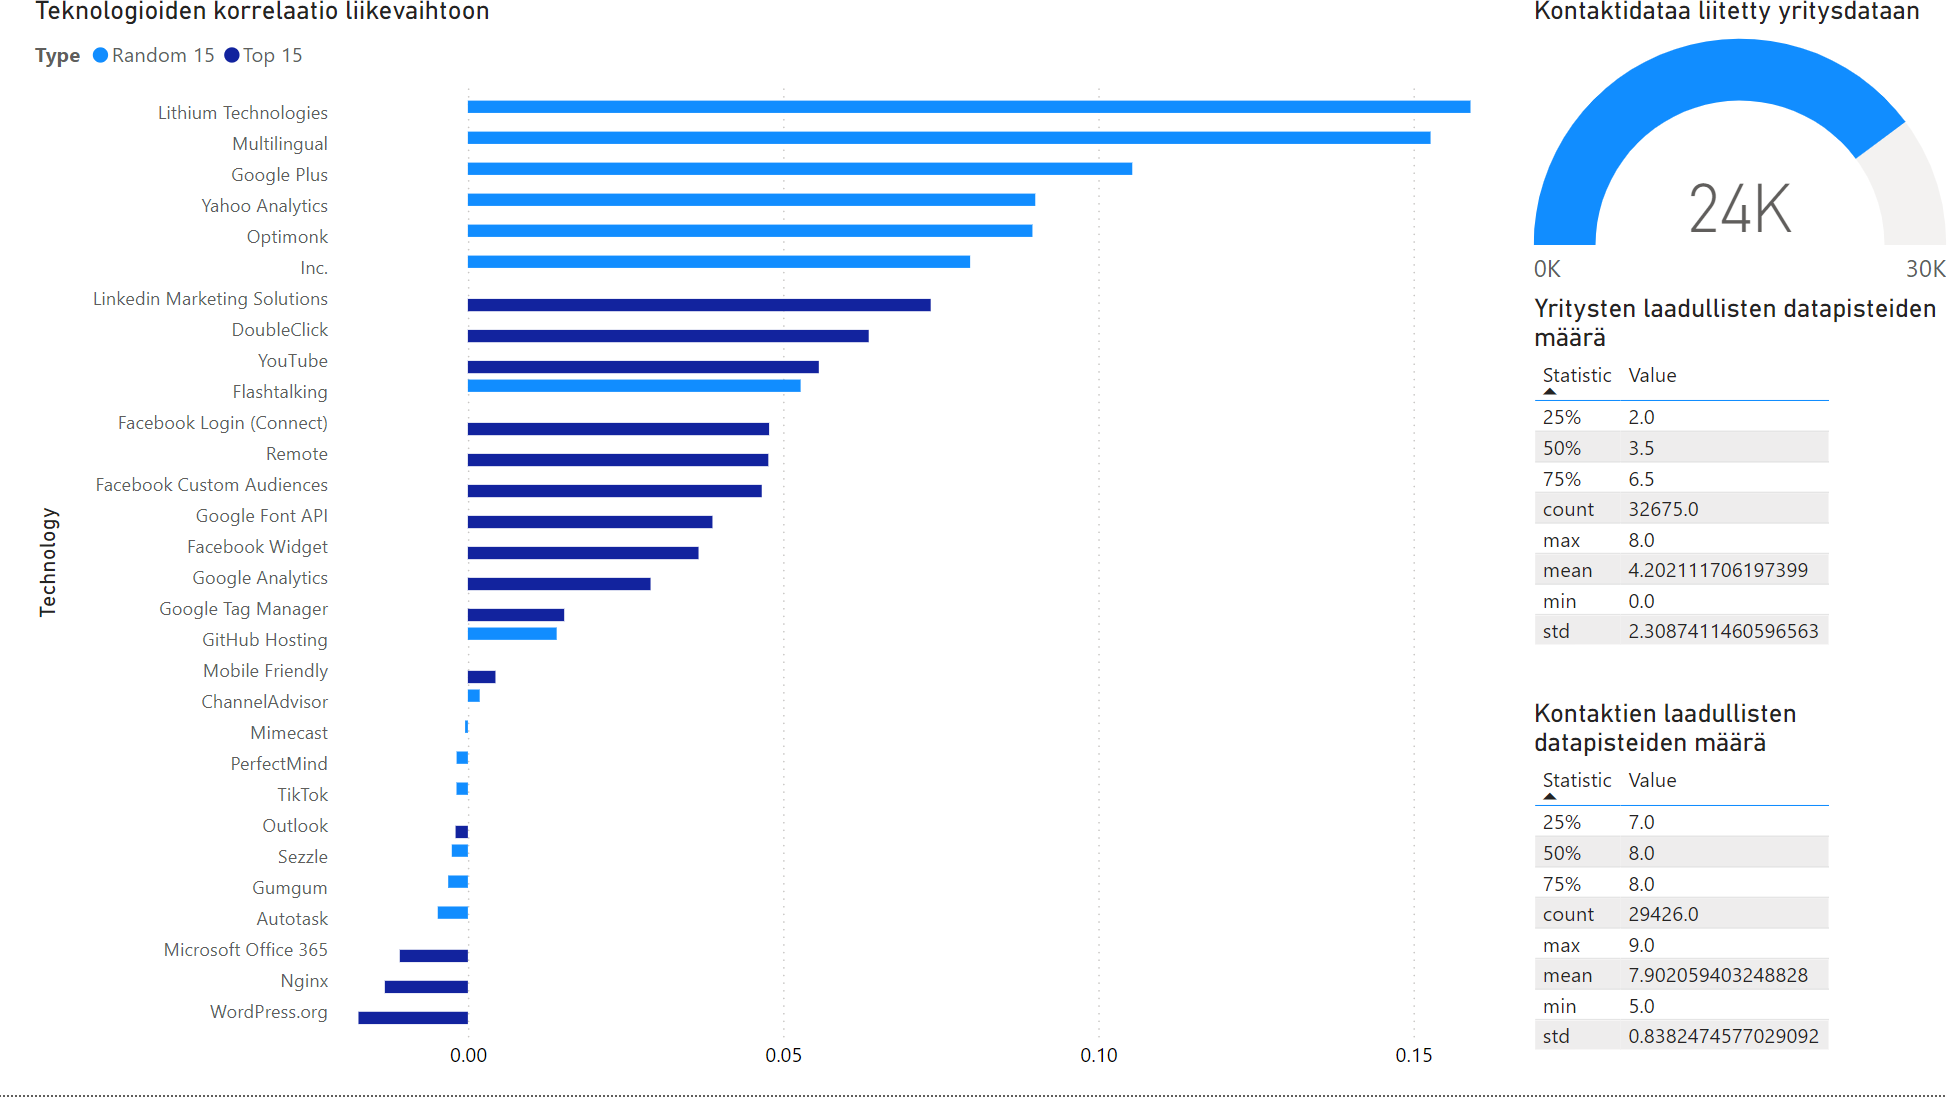 Teknologioiden korrelaatio liikevaihtoon
Type Random 15 Top 15
Technology
Lithium Technologies
Multilingual
Google Plus
Yahoo Analytics
Optimonk
Inc.
Linkedin Marketing Solutions
DoubleClick
YouTube
Flashtalking
Facebook Login (Connect)
Remote
Facebook Custom Audiences
Google Font API
Facebook Widget
Google Analytics
Google Tag Manager
GitHub Hosting
Mobile Friendly
ChannelAdvisor
Mimecast
PerfectMind
TikTok
Outlook
Sezzle
Gumgum
Autotask
Microsoft Office 365
Nginx
WordPress.org
0.00 0.05 0.10 0.15
Kontaktidataa liitetty yritysdataan
24K
0K 30K
Yritysten laadullisten datapisteiden
määrä
Statistic Value
25% 2.0
50% 3.5
75% 6.5
count 32675.0
max 8.0
mean 4.202111706197399
min 0.0
std 2.3087411460596563
Kontaktien laadullisten
datapisteiden määrä
Statistic Value
25% 7.0
50% 8.0
75% 8.0
count 29426.0
max 9.0
mean 7.902059403248828
min 5.0
std 0.8382474577029092